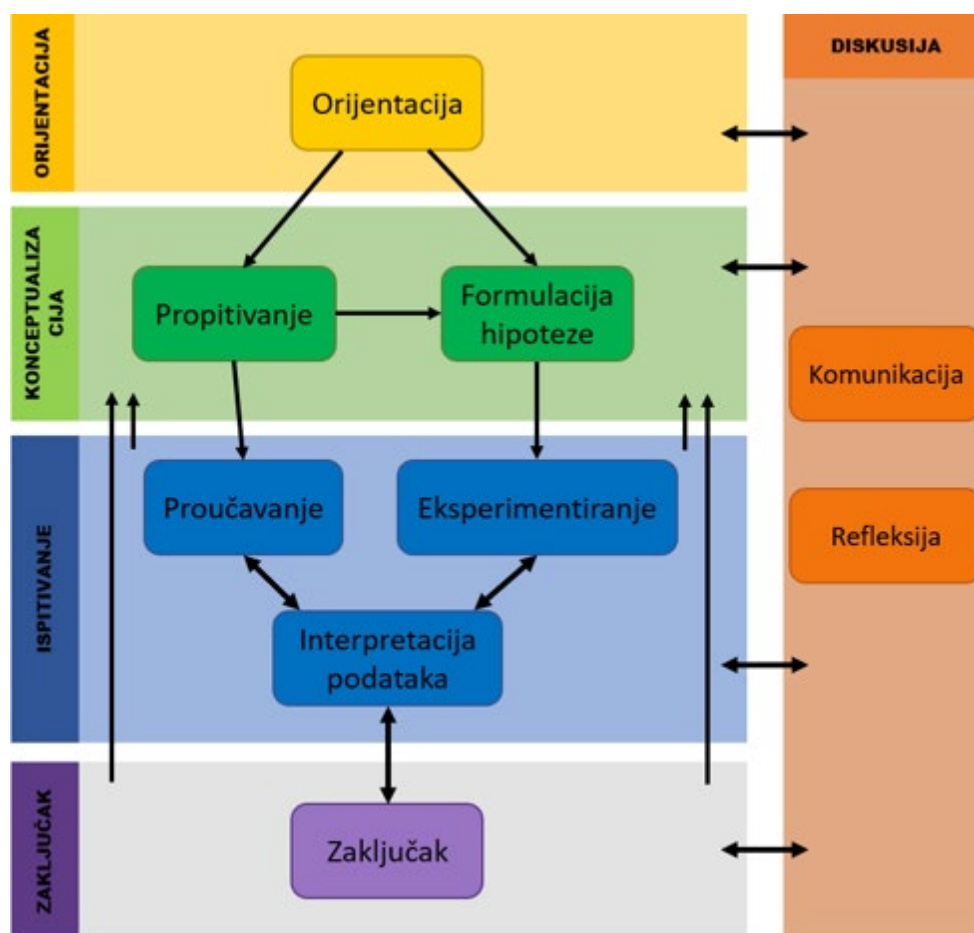 ORIJENTACIJA
Orijentacija
DISKUSIJA
KONCEPTUALIZA
CIJA
Propitivanje
Formulacija
hipoteze
Komunikacija
ISPITIVANJE
Proučavanje
Eksperimentiranje
Refleksija
Interpretacija
podataka
ZAKLJUČAK
Zaključak